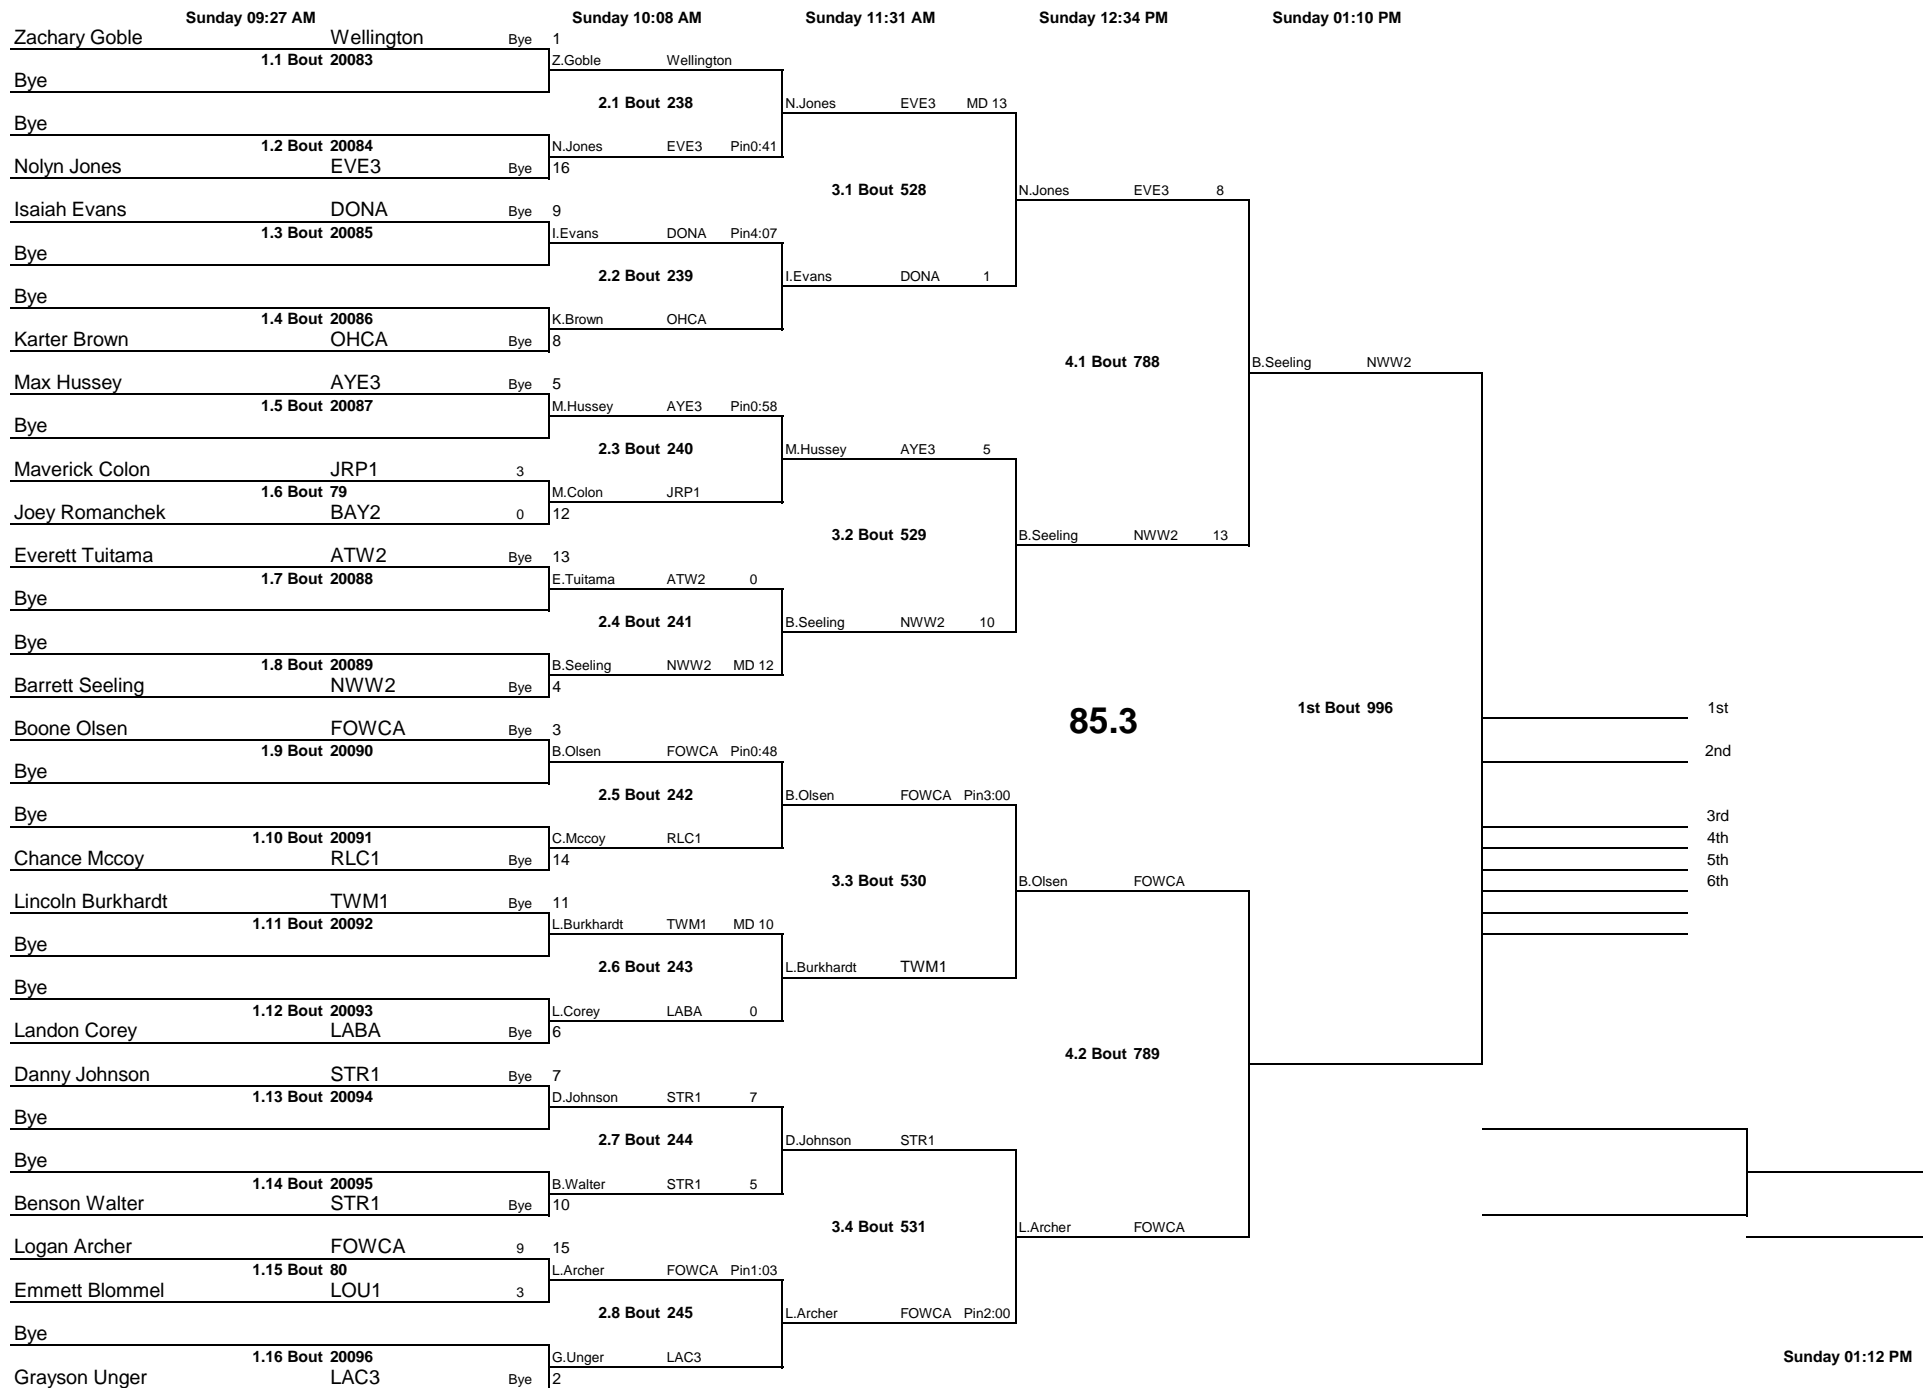 Sunday 09:27 AM Sunday 10:08 AM Sunday 11:31 AM Sunday 12:34 PM Sunday 01:10 PM
Zachary Goble Wellington Bye 1
1.1 Bout 20083 Z.Goble Wellington
Bye
2.1 Bout 238 N.Jones EVE3 MD 13
Bye
1.2 Bout 20084 N.Jones EVE3 Pin0:41
Nolyn Jones EVE3 Bye 16
3.1 Bout 528 N.Jones EVE3 8
Isaiah Evans DONA Bye 9
1.3 Bout 20085 I.Evans DONA Pin4:07
Bye
2.2 Bout 239 I.Evans DONA 1
Bye
1.4 Bout 20086 K.Brown OHCA
Karter Brown OHCA Bye 8
4.1 Bout 788 B.Seeling NWW2
Max Hussey AYE3 Bye 5
1.5 Bout 20087 M.Hussey AYE3 Pin0:58
Bye
2.3 Bout 240 M.Hussey AYE3 5
Maverick Colon JRP1 3
1.6 Bout 79 M.Colon JRP1
Joey Romanchek BAY2 0 12
3.2 Bout 529 B.Seeling NWW2 13
Everett Tuitama ATW2 Bye 13
1.7 Bout 20088 E.Tuitama ATW2 0
Bye
2.4 Bout 241 B.Seeling NWW2 10
Bye
1.8 Bout 20089 B.Seeling NWW2 MD 12
Barrett Seeling NWW2 Bye 4
85.3 1st Bout 996 1st
Boone Olsen FOWCA Bye 3
1.9 Bout 20090 B.Olsen FOWCA Pin0:48 2nd
Bye
2.5 Bout 242 B.Olsen FOWCA Pin3:00
Bye 3rd
1.10 Bout 20091 C.Mccoy RLC1 4th
Chance Mccoy RLC1 Bye 14 5th
3.3 Bout 530 B.Olsen FOWCA 6th
Lincoln Burkhardt TWM1 Bye 11
1.11 Bout 20092 L.Burkhardt TWM1 MD 10
Bye
2.6 Bout 243 L.Burkhardt TWM1
Bye
1.12 Bout 20093 L.Corey LABA 0
Landon Corey LABA Bye 6
4.2 Bout 789
Danny Johnson STR1 Bye 7
1.13 Bout 20094 D.Johnson STR1 7
Bye
2.7 Bout 244 D.Johnson STR1
Bye
1.14 Bout 20095 B.Walter STR1 5
Benson Walter STR1 Bye 10
3.4 Bout 531 L.Archer FOWCA
Logan Archer FOWCA 9 15
1.15 Bout 80 L.Archer FOWCA Pin1:03
Emmett Blommel LOU1 3
2.8 Bout 245 L.Archer FOWCA Pin2:00
Bye
1.16 Bout 20096 G.Unger LAC3 Sunday 01:12 PM
Grayson Unger LAC3 Bye 2